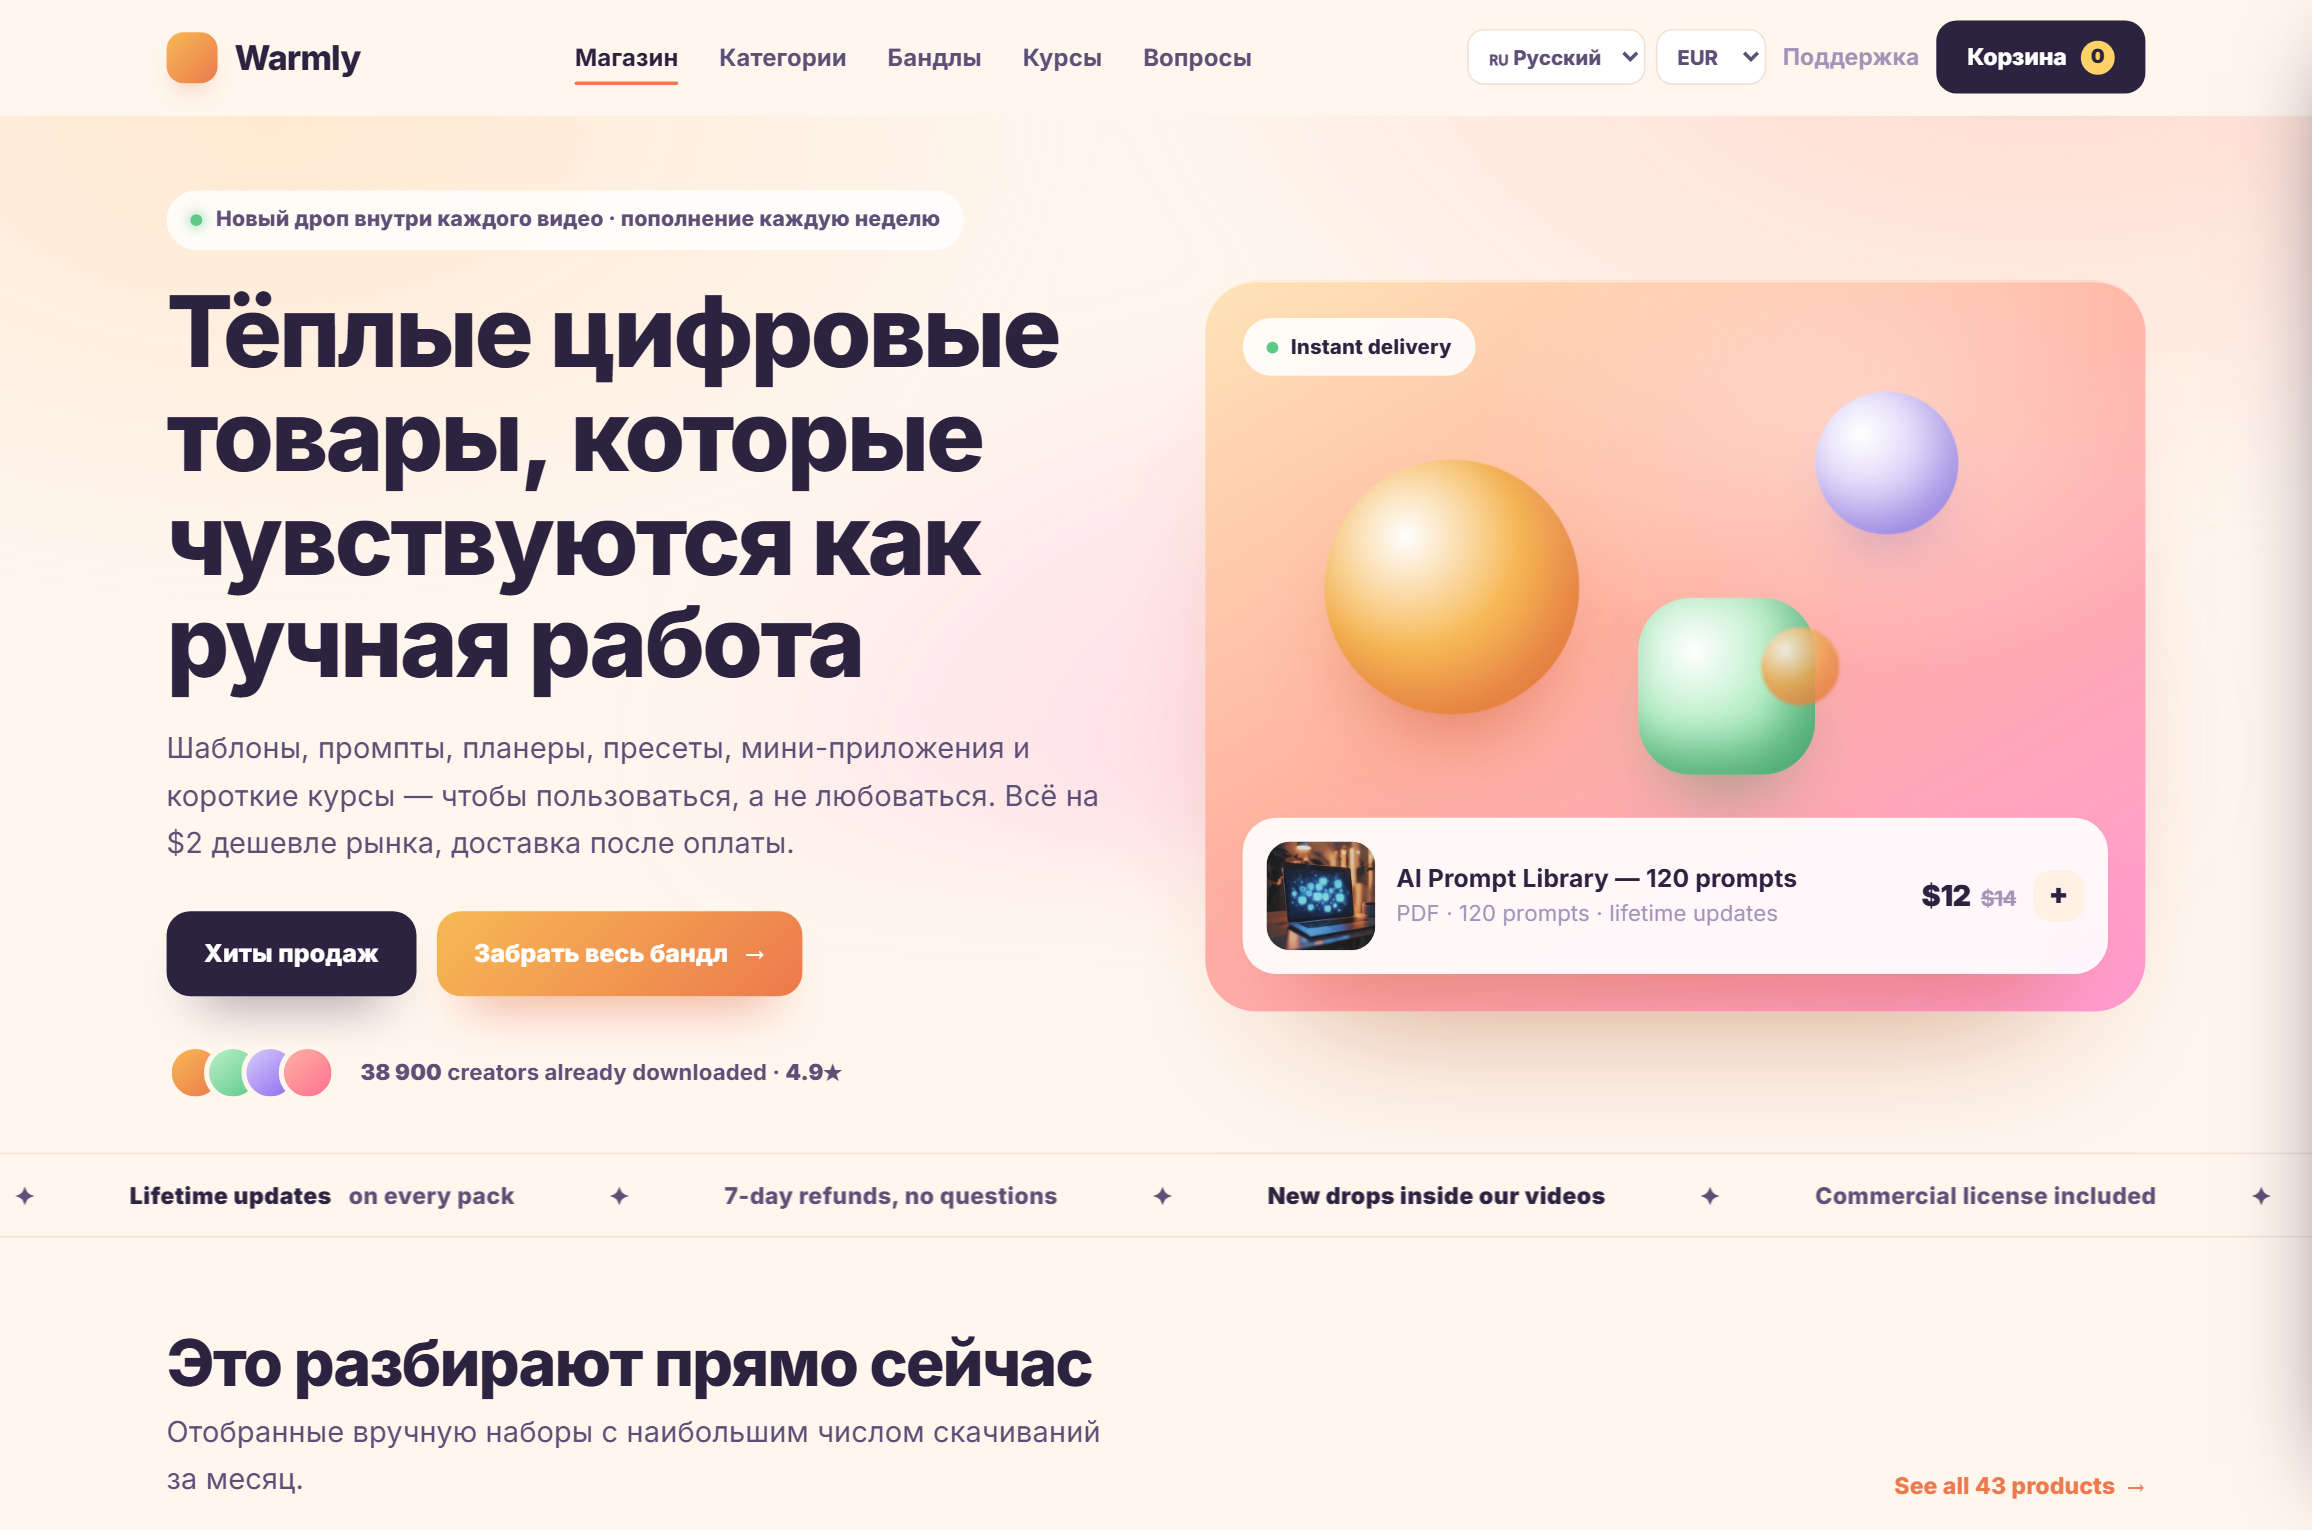 Warmly
Магазин
Категории
Бандлы
Курсы
Вопросы
RU Русский
EUR
Поддержка
Корзина 0
Новый дроп внутри каждого видео · пополнение каждую неделю
Тёплые цифровые
товары, которые
чувствуются как
ручная работа
Шаблоны, промпты, планеры, пресеты, мини-приложения и
короткие курсы — чтобы пользоваться, а не любоваться. Всё на
$2 дешевле рынка, доставка после оплаты.
Хиты продаж
Забрать весь бандл →
38 900 creators already downloaded · 4.9★
Instant delivery
AI Prompt Library — 120 prompts
PDF · 120 prompts · lifetime updates
$12 $14 +
✦ Lifetime updates on every pack ✦ 7-day refunds, no questions ✦ New drops inside our videos ✦ Commercial license included ✦
Это разбирают прямо сейчас
Отобранные вручную наборы с наибольшим числом скачиваний
за месяц.
See all 43 products →